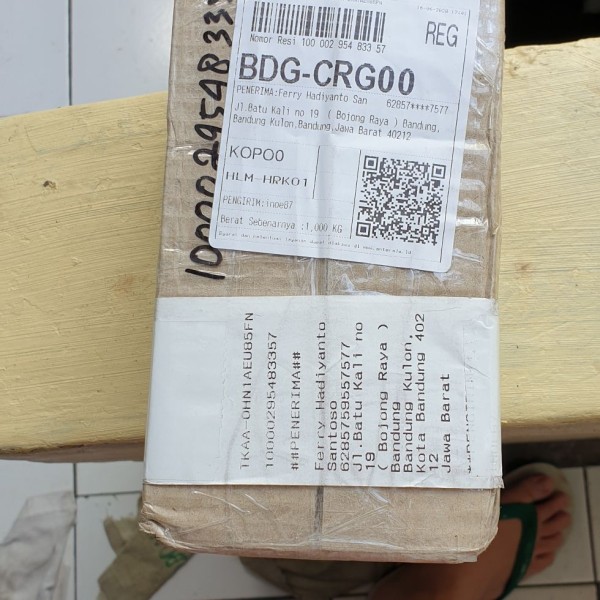 Nomor Resi 100 002 954 833 57
REG
BDG-CRG00
PENERIMA:Ferry Hadiyanto San 62857****7577
Jl.Batu Kali no 19 ( Bojong Raya ) Bandung,
Bandung Kulon,Bandung,Jawa Barat 40212
KOPO0
HLM-HRK01
PENGIRIM:inoe87
Berat Sebenarnya :1,000 KG
10000295483357
TKAA-OHN1AEU85FN
10000295483357
##PENERIMA##
Ferry Hadiyanto
Santoso
6285759557577
Jl.Batu Kali no
19
( Bojong Raya )
Bandung
Bandung Kulon,
Kota Bandung 402
12
Jawa Barat